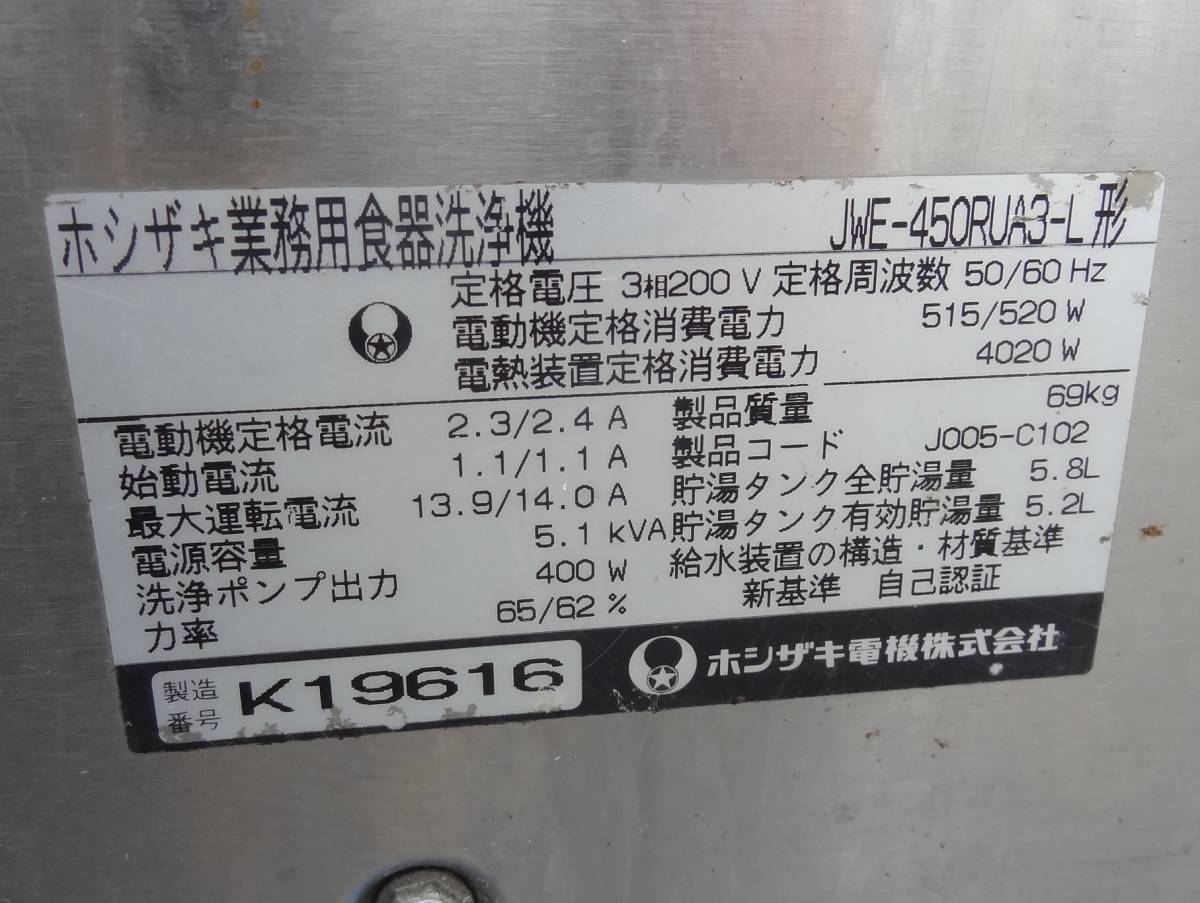 ホシザキ業務用食器洗浄機 JWE-450RUA3-L形
定格電圧 3相200 V 定格周波数 50/60 Hz
電動機定格消費電力 515/520 W
電熱装置定格消費電力 4020 W
電動機定格電流 2.3/2.4 A
始動電流 1.1/1.1 A
最大運転電流 13.9/14.0 A
電源容量 5.1 kVA
洗浄ポンプ出力 400 W
力率 65/62 %
製品質量 69kg
製品コード J005-C102
貯湯タンク全貯湯量 5.8L
貯湯タンク有効貯湯量 5.2L
給水装置の構造・材質基準
新基準 自己認証
製造
番号 K19616
ホシザキ電機株式会社